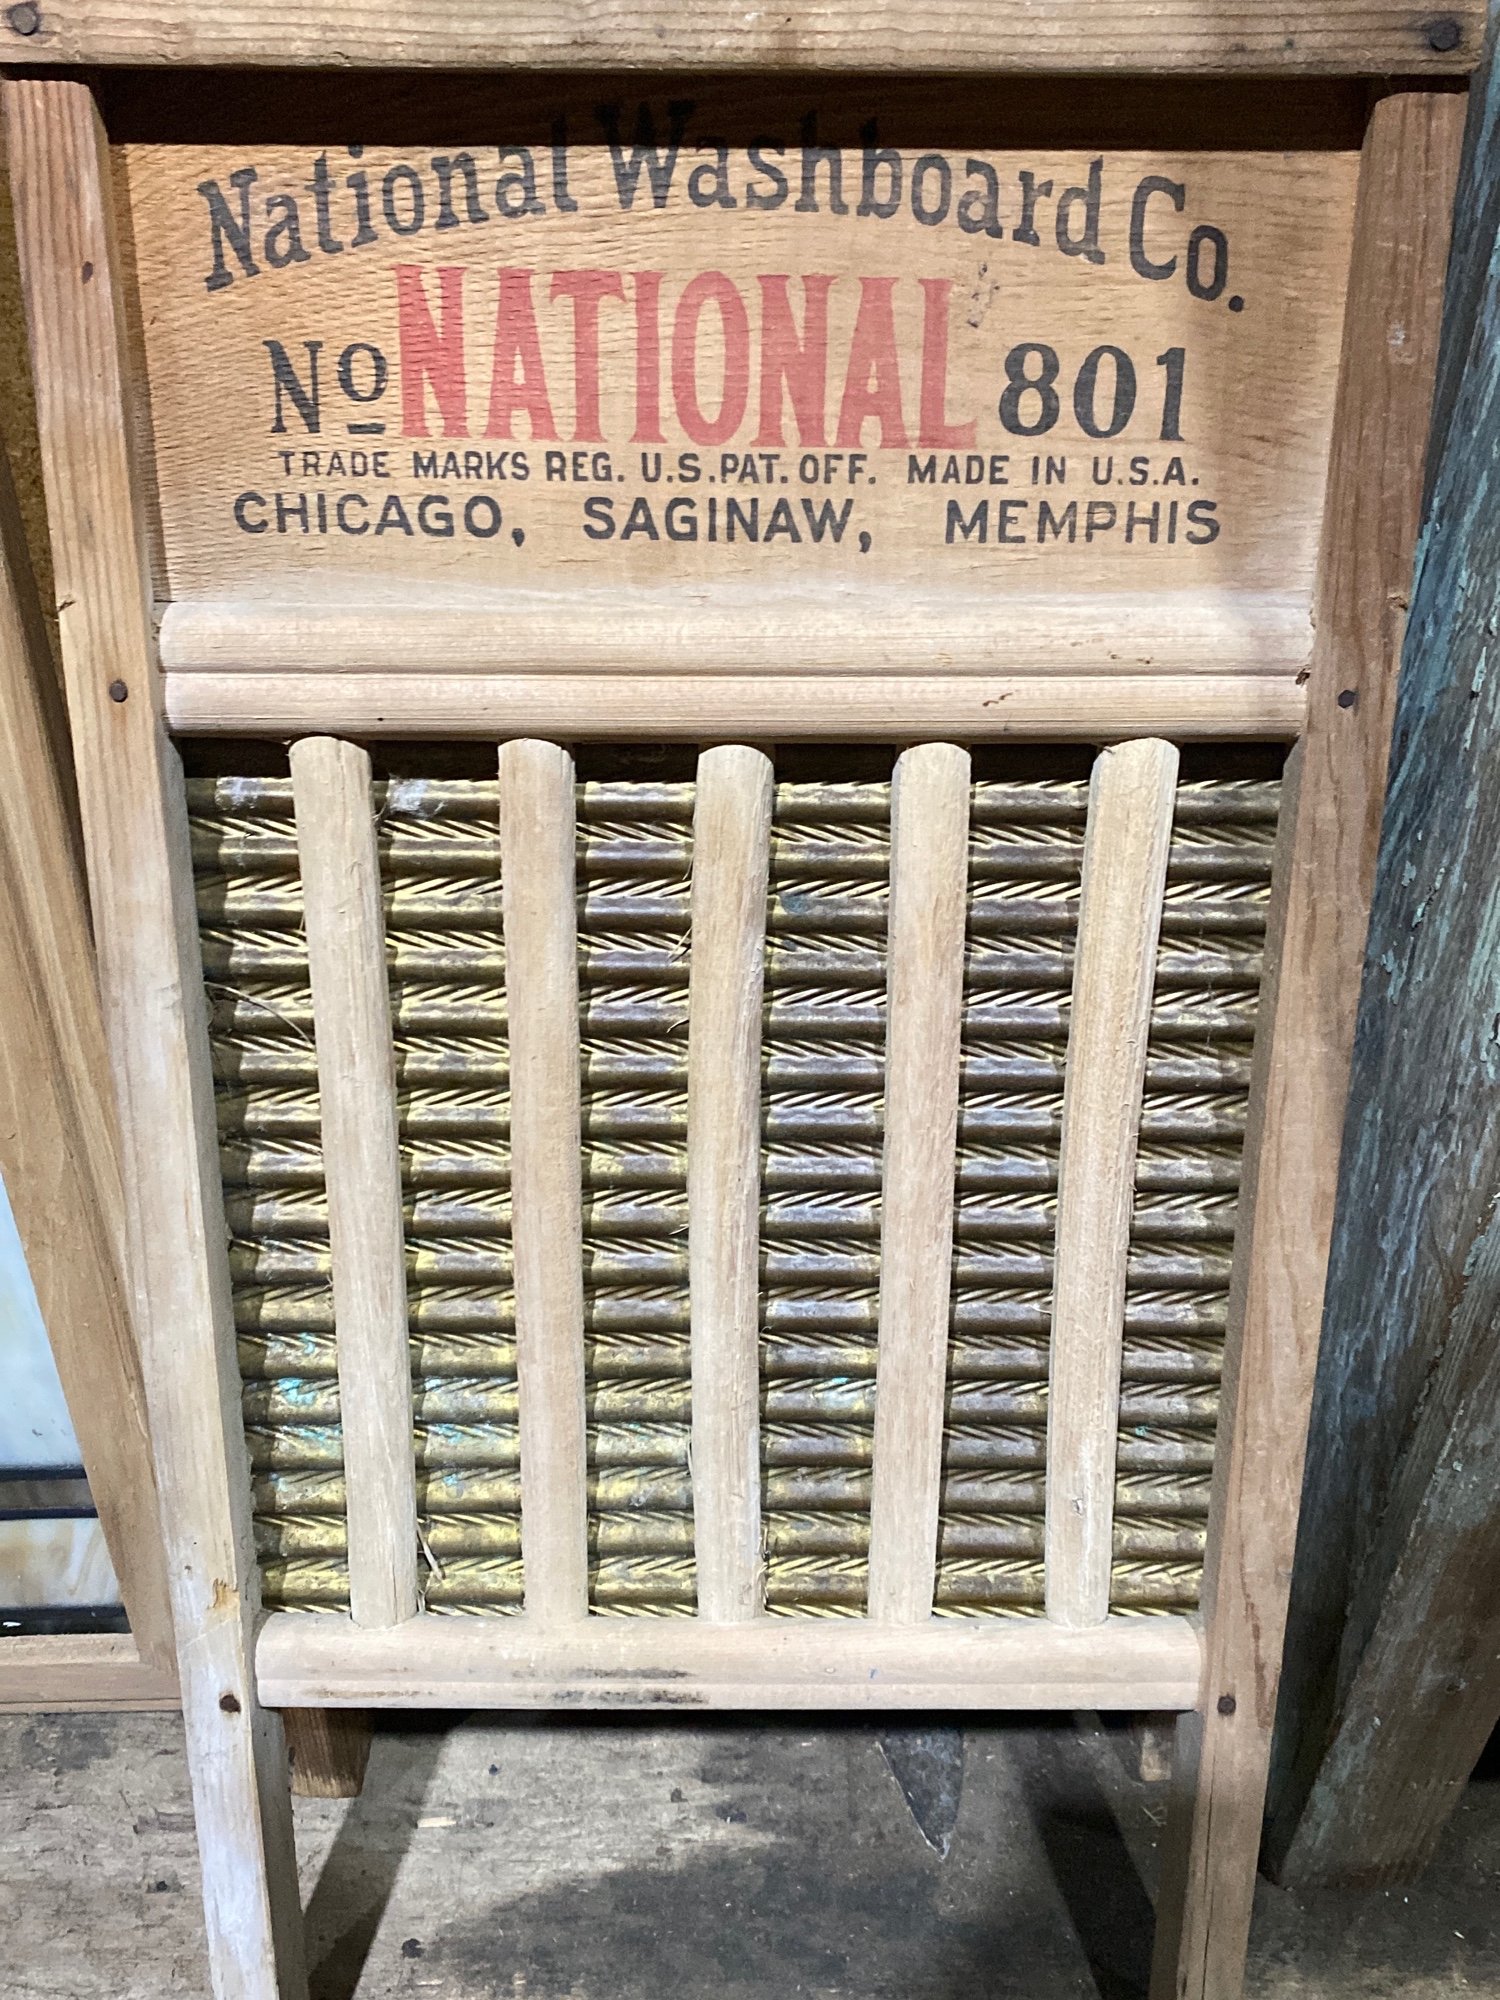 National Washboard Co.
No NATIONAL 801
TRADE MARKS REG. U.S. PAT. OFF. MADE IN U.S.A.
CHICAGO, SAGINAW, MEMPHIS